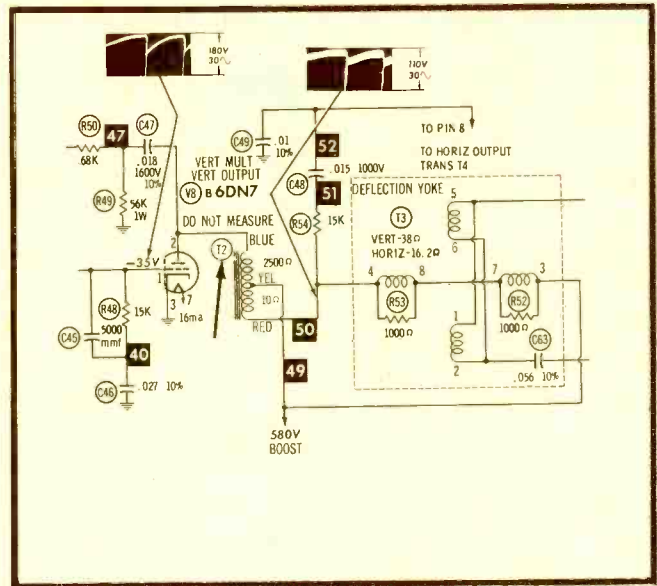 180V
30∿
110V
30∿
R50
47
C47
68K
.018
1600V
10%
R49
56K
1W
VERT MULT
VERT OUTPUT
V8 B 6DN7
DO NOT MEASURE
BLUE
C49
.01
10%
52
.015 1000V
C48
51
R54
15K
TO PIN 8
TO HORIZ OUTPUT
TRANS T4
DEFLECTION YOKE
T3
VERT-38Ω
HORIZ-16.2Ω
5
6
-35V
2
1
3
7
16ma
T2
2500Ω
YEL
10Ω
RED
50
4
8
R53
1000Ω
7
3
R52
1000Ω
1
2
C63
.056 10%
R48
15K
C45
5000
mmf
40
C46
.027 10%
49
580V
BOOST